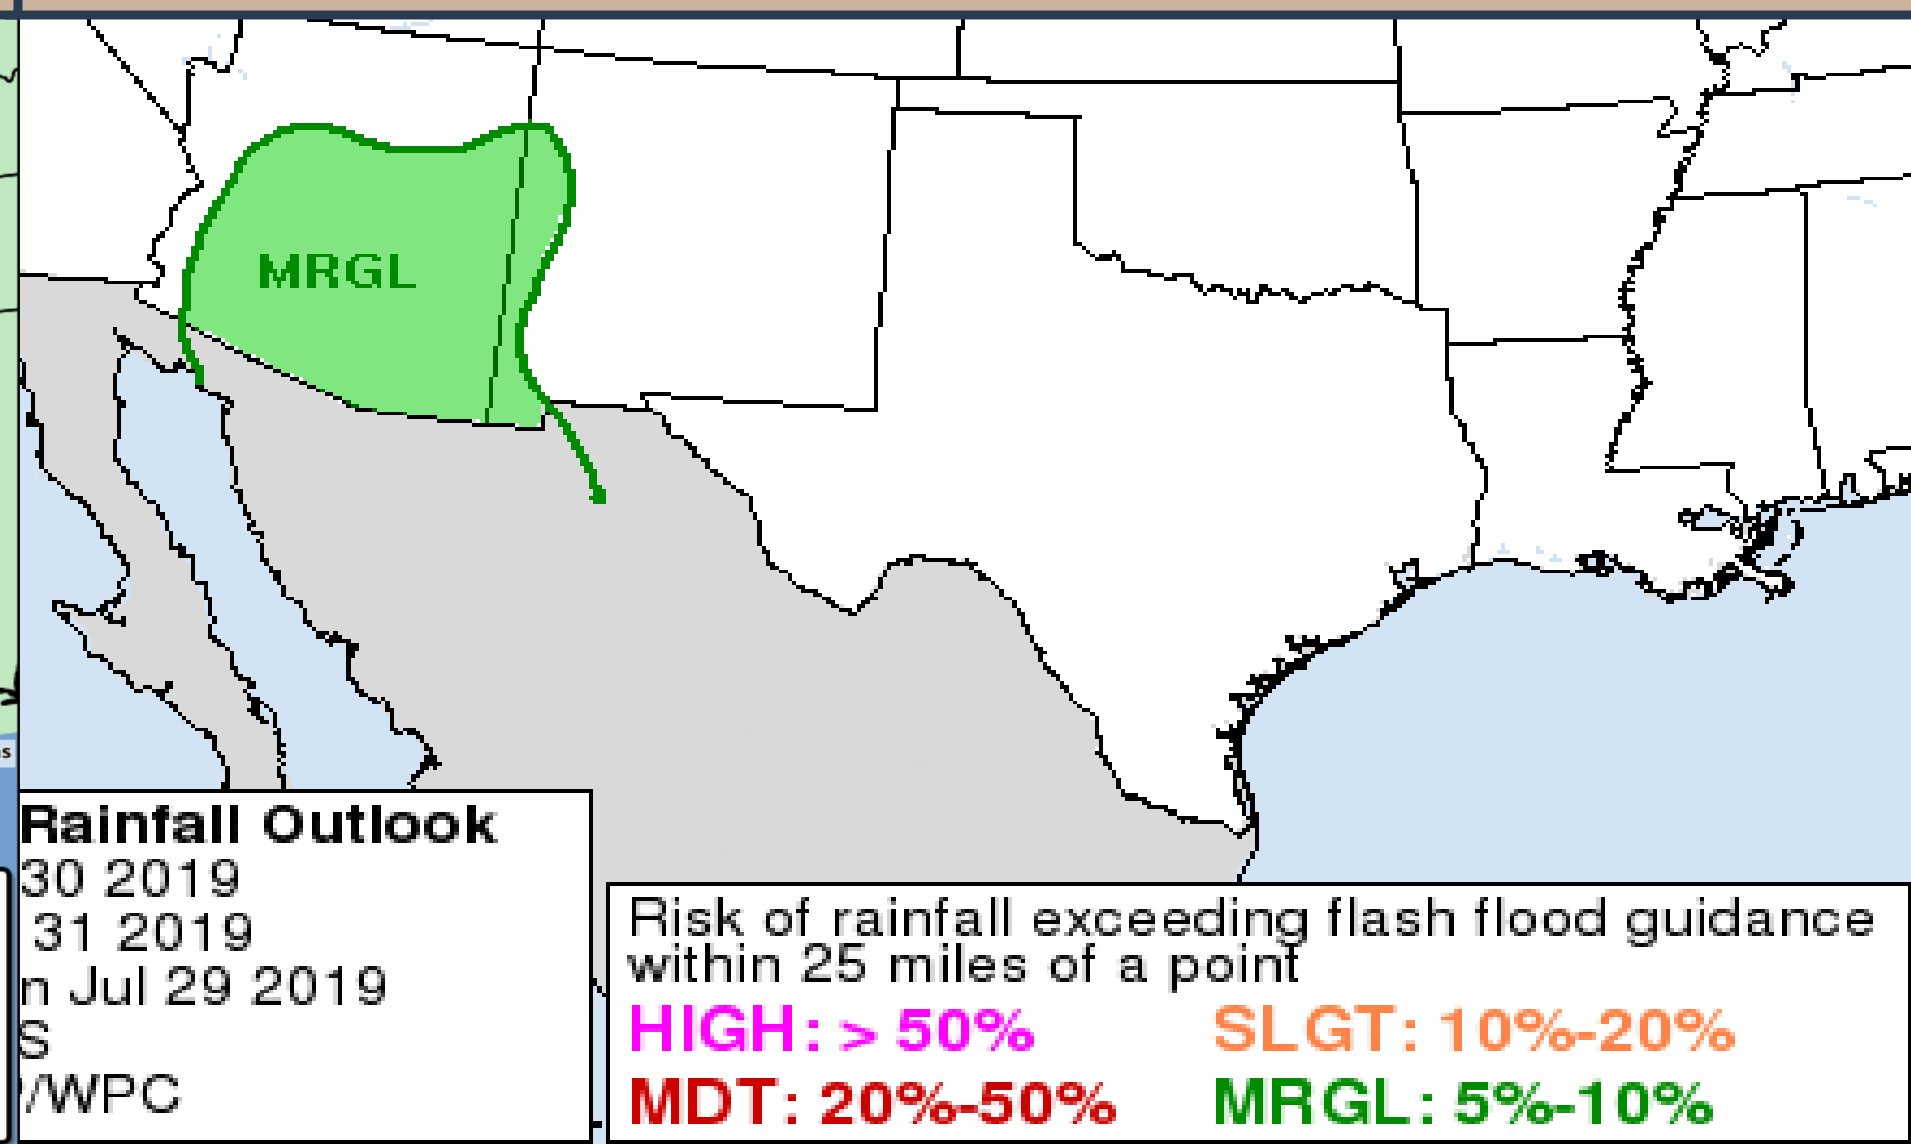 MRGL
Rainfall Outlook
30 2019
31 2019
n Jul 29 2019
S
/WPC
Risk of rainfall exceeding flash flood guidance
within 25 miles of a point
HIGH: > 50% SLGT: 10%-20%
MDT: 20%-50% MRGL: 5%-10%